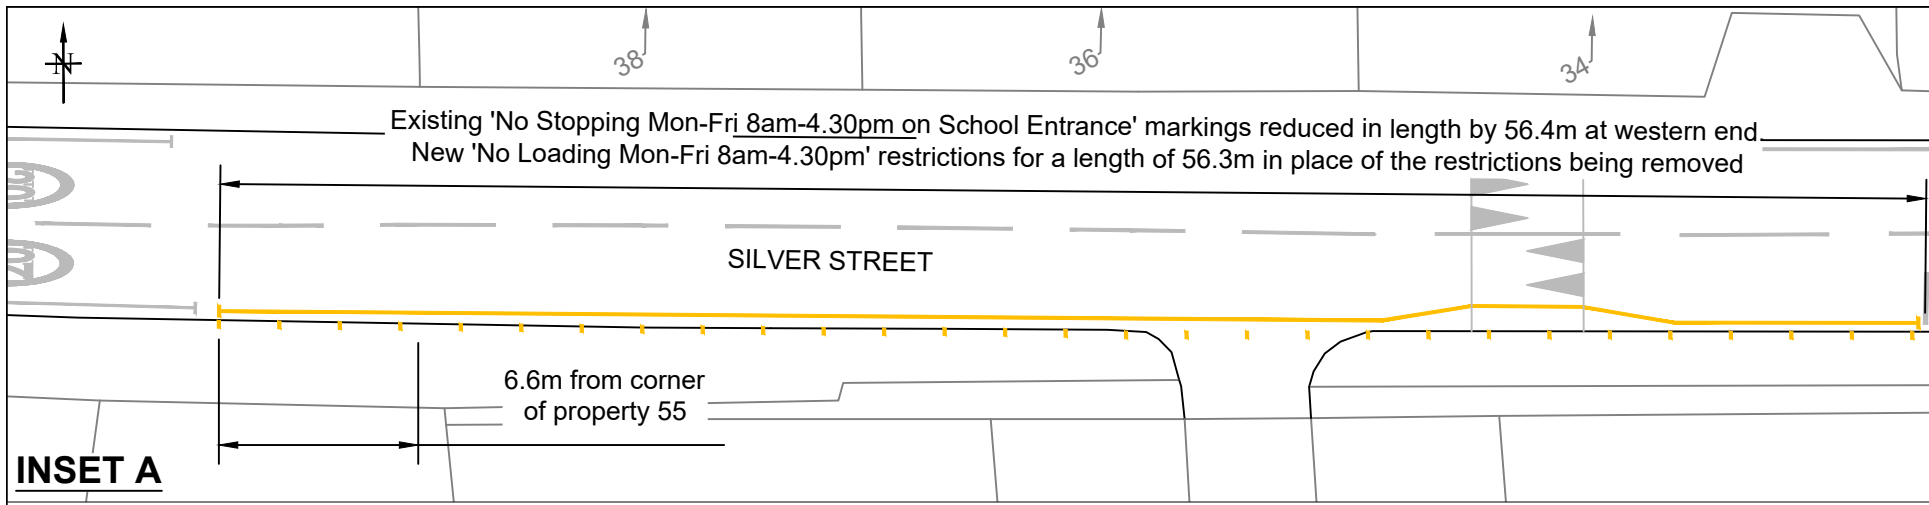 N
38
36
34
Existing 'No Stopping Mon-Fri 8am-4.30pm on School Entrance' markings reduced in length by 56.4m at western end.
New 'No Loading Mon-Fri 8am-4.30pm' restrictions for a length of 56.3m in place of the restrictions being removed
SILVER STREET
6.6m from corner
of property 55
INSET A